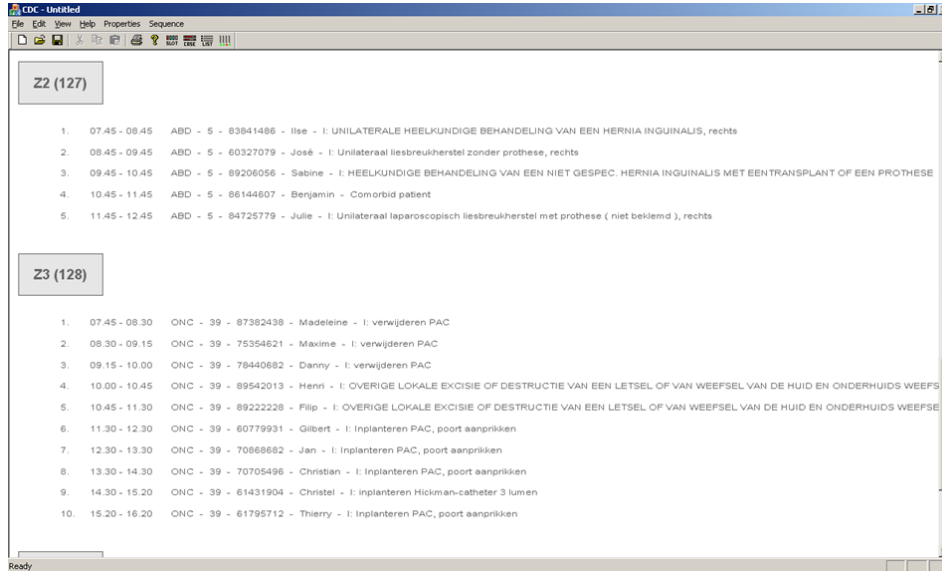 CDC - Untitled
File Edit View Help Properties Sequence
SLOT CASE LIST
Z2 (127)
1. 07.45 - 08.45 ABD - 5 - 83841486 - Ilse - I: UNILATERALE HEELKUNDIGE BEHANDELING VAN EEN HERNIA INGUINALIS, rechts
2. 08.45 - 09.45 ABD - 5 - 60327079 - José - I: Unilateraal liesbreukherstel zonder prothese, rechts
3. 09.45 - 10.45 ABD - 5 - 89206056 - Sabine - I: HEELKUNDIGE BEHANDELING VAN EEN NIET GESPEC. HERNIA INGUINALIS MET EENTRANSPLANT OF EEN PROTHESE
4. 10.45 - 11.45 ABD - 5 - 86144607 - Benjamin - Comorbid patient
5. 11.45 - 12.45 ABD - 5 - 84725779 - Julie - I: Unilateraal laparoscopisch liesbreukherstel met prothese ( niet beklemd ), rechts
Z3 (128)
1. 07.45 - 08.30 ONC - 39 - 87382438 - Madeleine - I: verwijderen PAC
2. 08.30 - 09.15 ONC - 39 - 75354621 - Maxime - I: verwijderen PAC
3. 09.15 - 10.00 ONC - 39 - 78440682 - Danny - I: verwijderen PAC
4. 10.00 - 10.45 ONC - 39 - 89542013 - Henri - I: OVERIGE LOKALE EXCISIE OF DESTRUCTIE VAN EEN LETSEL OF VAN WEEFSEL VAN DE HUID EN ONDERHUIDS WEEFS
5. 10.45 - 11.30 ONC - 39 - 89222228 - Filip - I: OVERIGE LOKALE EXCISIE OF DESTRUCTIE VAN EEN LETSEL OF VAN WEEFSEL VAN DE HUID EN ONDERHUIDS WEEFSE
6. 11.30 - 12.30 ONC - 39 - 60779931 - Gilbert - I: Inplanteren PAC, poort aanprikken
7. 12.30 - 13.30 ONC - 39 - 70868682 - Jan - I: Inplanteren PAC, poort aanprikken
8. 13.30 - 14.30 ONC - 39 - 70705496 - Christian - I: Inplanteren PAC, poort aanprikken
9. 14.30 - 15.20 ONC - 39 - 61431904 - Christel - I: inplanteren Hickman-catheter 3 lumen
10. 15.20 - 16.20 ONC - 39 - 61795712 - Thierry - I: Inplanteren PAC, poort aanprikken
Ready